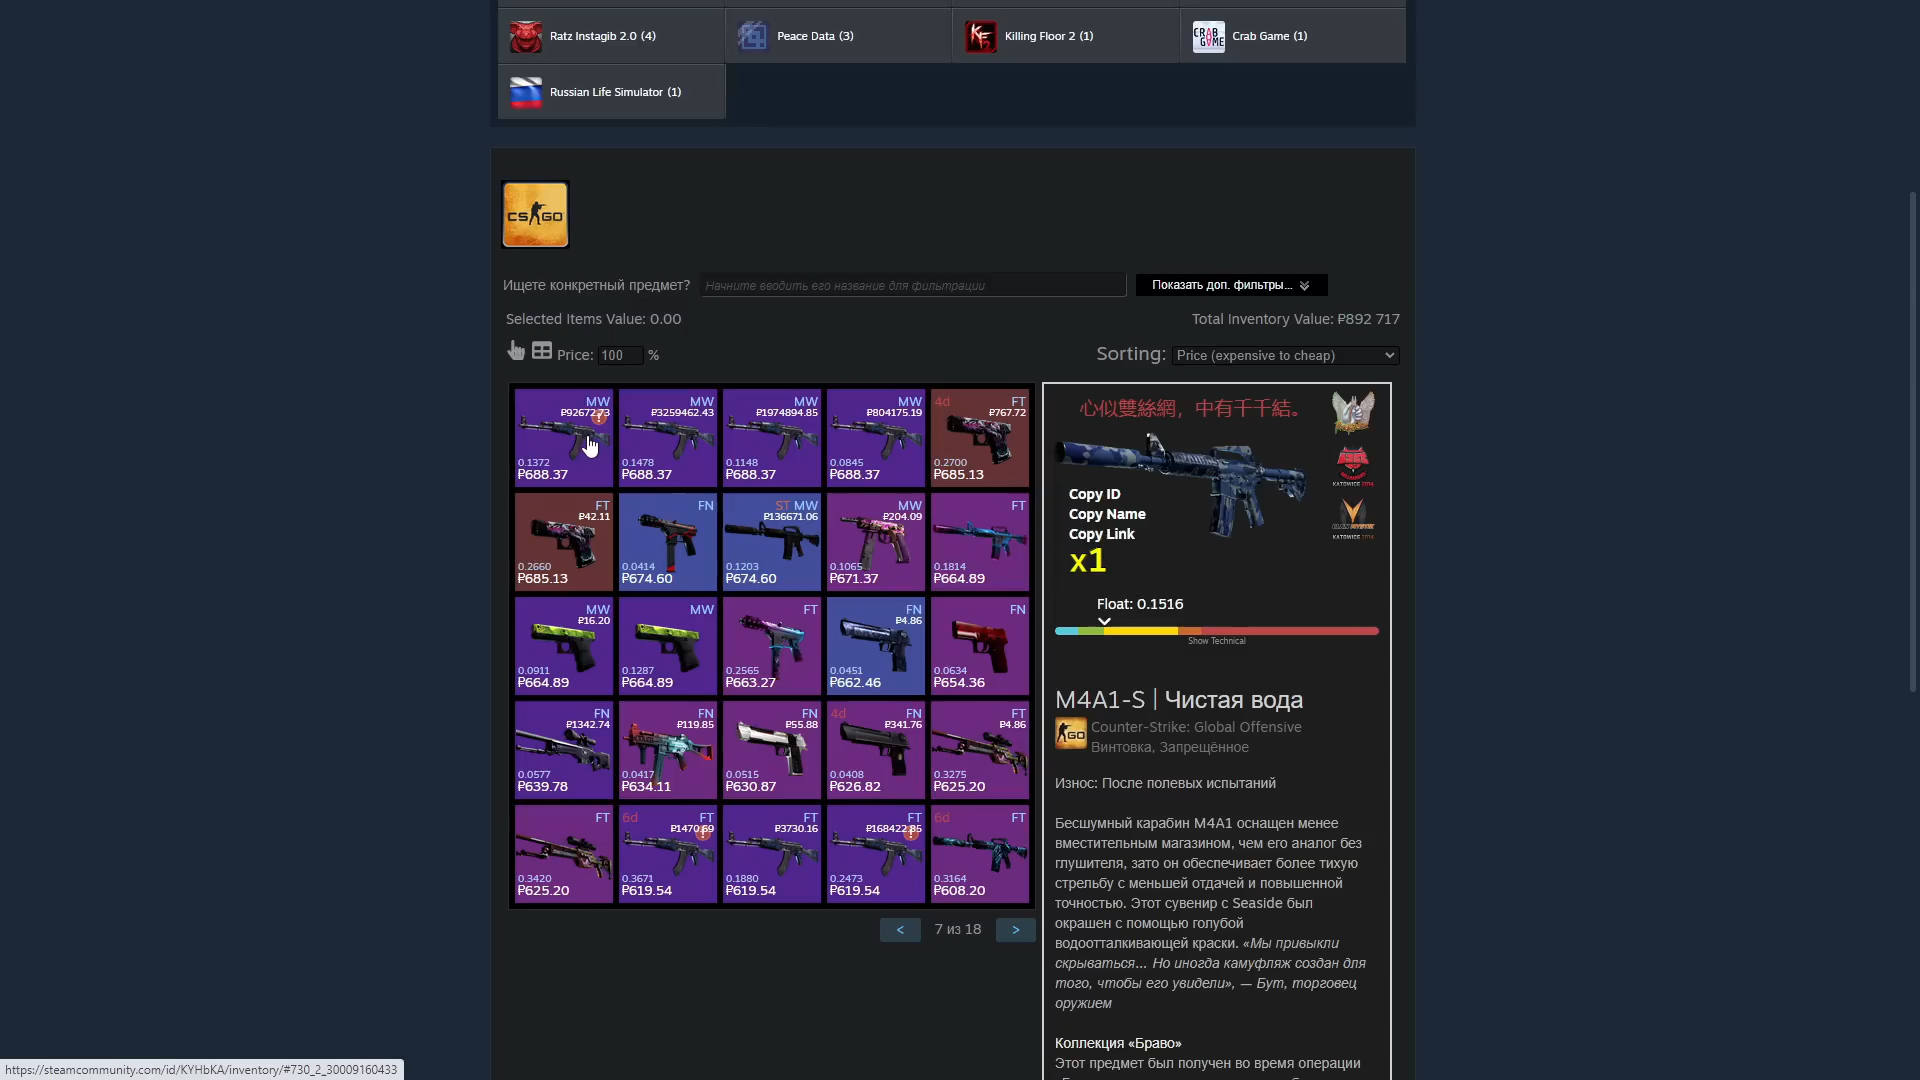 Ratz Instagib 2.0 (4)
Peace Data (3)
Killing Floor 2 (1)
CRAB GAME
Crab Game (1)
Russian Life Simulator (1)
CS GO
Ищете конкретный предмет?
Начните вводить его название для фильтрации
Показать доп. фильтры...
Selected Items Value: 0.00
Total Inventory Value: ₽892 717
Price: 100 %
Sorting: Price (expensive to cheap)
MW
₽92672.73
0.1372
₽688.37
MW
₽3259462.43
0.1478
₽688.37
MW
₽1974894.85
0.1148
₽688.37
MW
₽804175.19
0.0845
₽688.37
4d FT
₽767.72
0.2700
₽685.13
FT
₽42.11
0.2660
₽685.13
FN
0.0414
₽674.60
ST MW
₽136671.06
0.1203
₽674.60
MW
₽204.09
0.1065
₽671.37
FT
0.1814
₽664.89
MW
₽16.20
0.0911
₽664.89
MW
0.1287
₽664.89
FT
0.2565
₽663.27
FN
₽4.86
0.0451
₽662.46
FN
0.0634
₽654.36
FN
₽1342.74
0.0577
₽639.78
FN
₽119.85
0.0417
₽634.11
FN
₽55.88
0.0515
₽630.87
4d FN
₽341.76
0.0408
₽626.82
FT
₽4.86
0.3275
₽625.20
FT
0.3420
₽625.20
6d FT
₽1470.69
0.3671
₽619.54
FT
₽3730.16
0.1880
₽619.54
FT
₽168422.85
0.2473
₽619.54
6d FT
0.3164
₽608.20
< 7 из 18 >
心似雙絲網，中有千千結。
KATOWICE 2014
KATOWICE 2014
Copy ID
Copy Name
Copy Link
x1
Float: 0.1516
Show Technical
M4A1-S | Чистая вода
Counter-Strike: Global Offensive
Винтовка, Запрещённое
Износ: После полевых испытаний
Бесшумный карабин M4A1 оснащен менее
вместительным магазином, чем его аналог без
глушителя, зато он обеспечивает более тихую
стрельбу с меньшей отдачей и повышенной
точностью. Этот сувенир с Seaside был
окрашен с помощью голубой
водоотталкивающей краски. «Мы привыкли
скрываться... Но иногда камуфляж создан для
того, чтобы его увидели», — Бут, торговец
оружием
Коллекция «Браво»
Этот предмет был получен во время операции
https://steamcommunity.com/id/KYHbKA/inventory/#730_2_30009160433